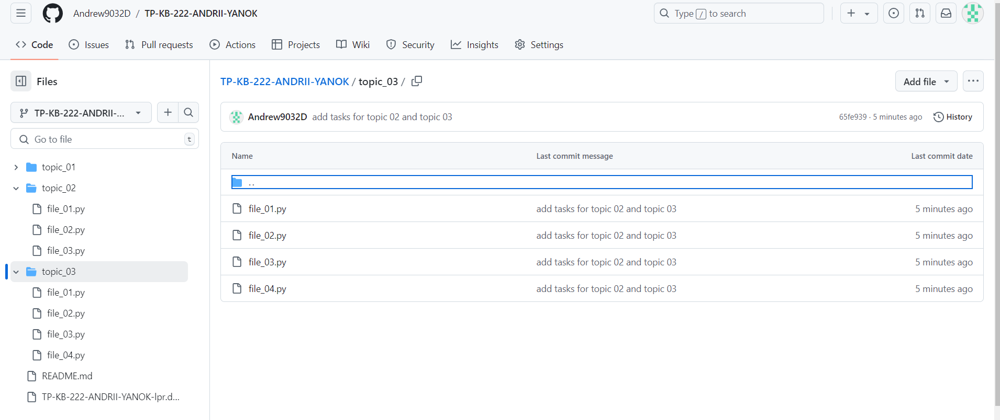 Andrew9032D / TP-KB-222-ANDRII-YANOK
Type / to search
Code Issues Pull requests Actions Projects Wiki Security Insights Settings
Files
TP-KB-222-ANDRII-...
Go to file t
topic_01
topic_02
file_01.py
file_02.py
file_03.py
topic_03
file_01.py
file_02.py
file_03.py
file_04.py
README.md
TP-KB-222-ANDRII-YANOK-lpr.d...
TP-KB-222-ANDRII-YANOK / topic_03 /
Add file
Andrew9032D add tasks for topic 02 and topic 03 65fe939 · 5 minutes ago History
Name Last commit message Last commit date
..
file_01.py add tasks for topic 02 and topic 03 5 minutes ago
file_02.py add tasks for topic 02 and topic 03 5 minutes ago
file_03.py add tasks for topic 02 and topic 03 5 minutes ago
file_04.py add tasks for topic 02 and topic 03 5 minutes ago